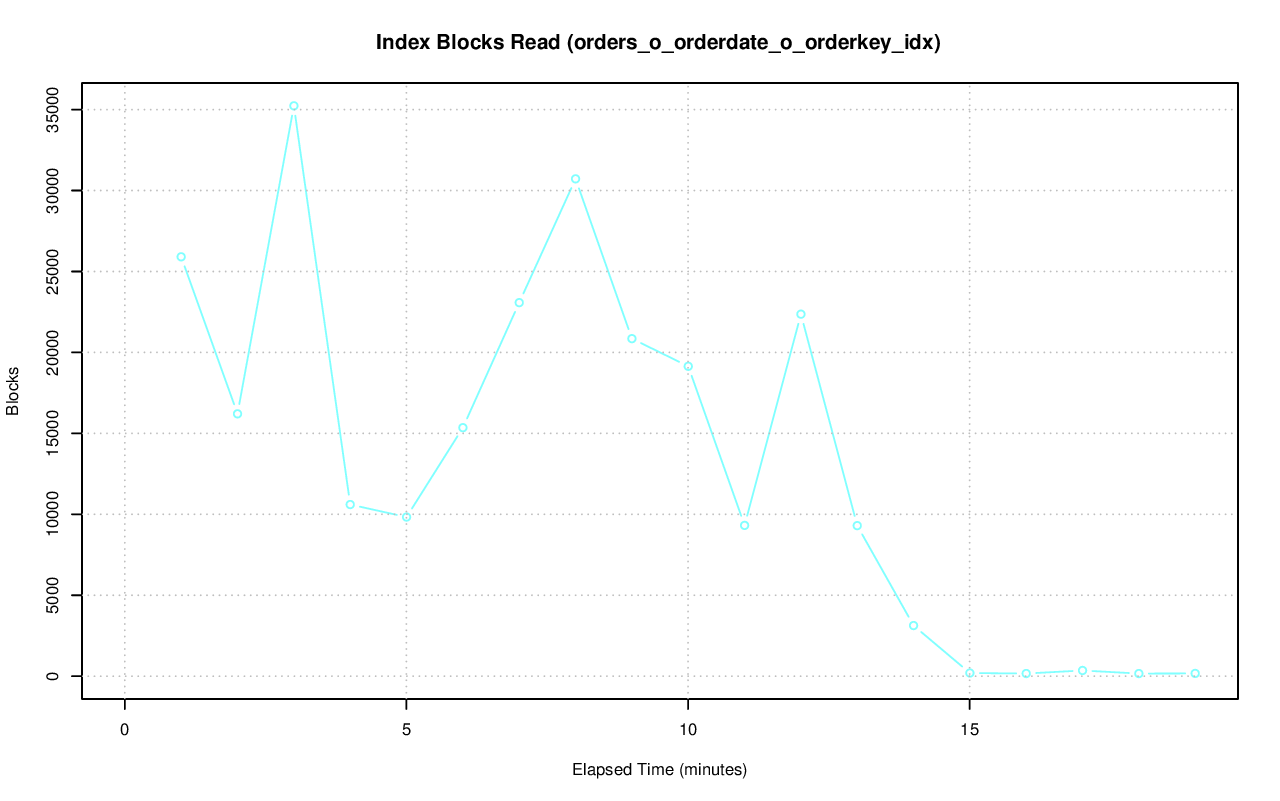 Index Blocks Read (orders_o_orderdate_o_orderkey_idx)
Blocks
35000
30000
25000
20000
15000
10000
5000
0
0 5 10 15
Elapsed Time (minutes)